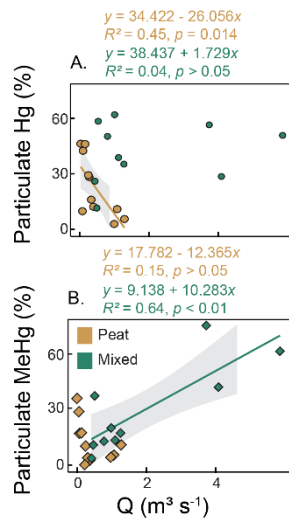 y = 34.422 - 26.056x
R² = 0.45, p = 0.014
y = 38.437 + 1.729x
R² = 0.04, p > 0.05
A.
Particulate Hg (%)
60
30
0
y = 17.782 - 12.365x
R² = 0.15, p > 0.05
y = 9.138 + 10.283x
R² = 0.64, p < 0.01
B.
Peat
Mixed
Particulate MeHg (%)
60
30
0
0 2 4
Q (m³ s⁻¹)